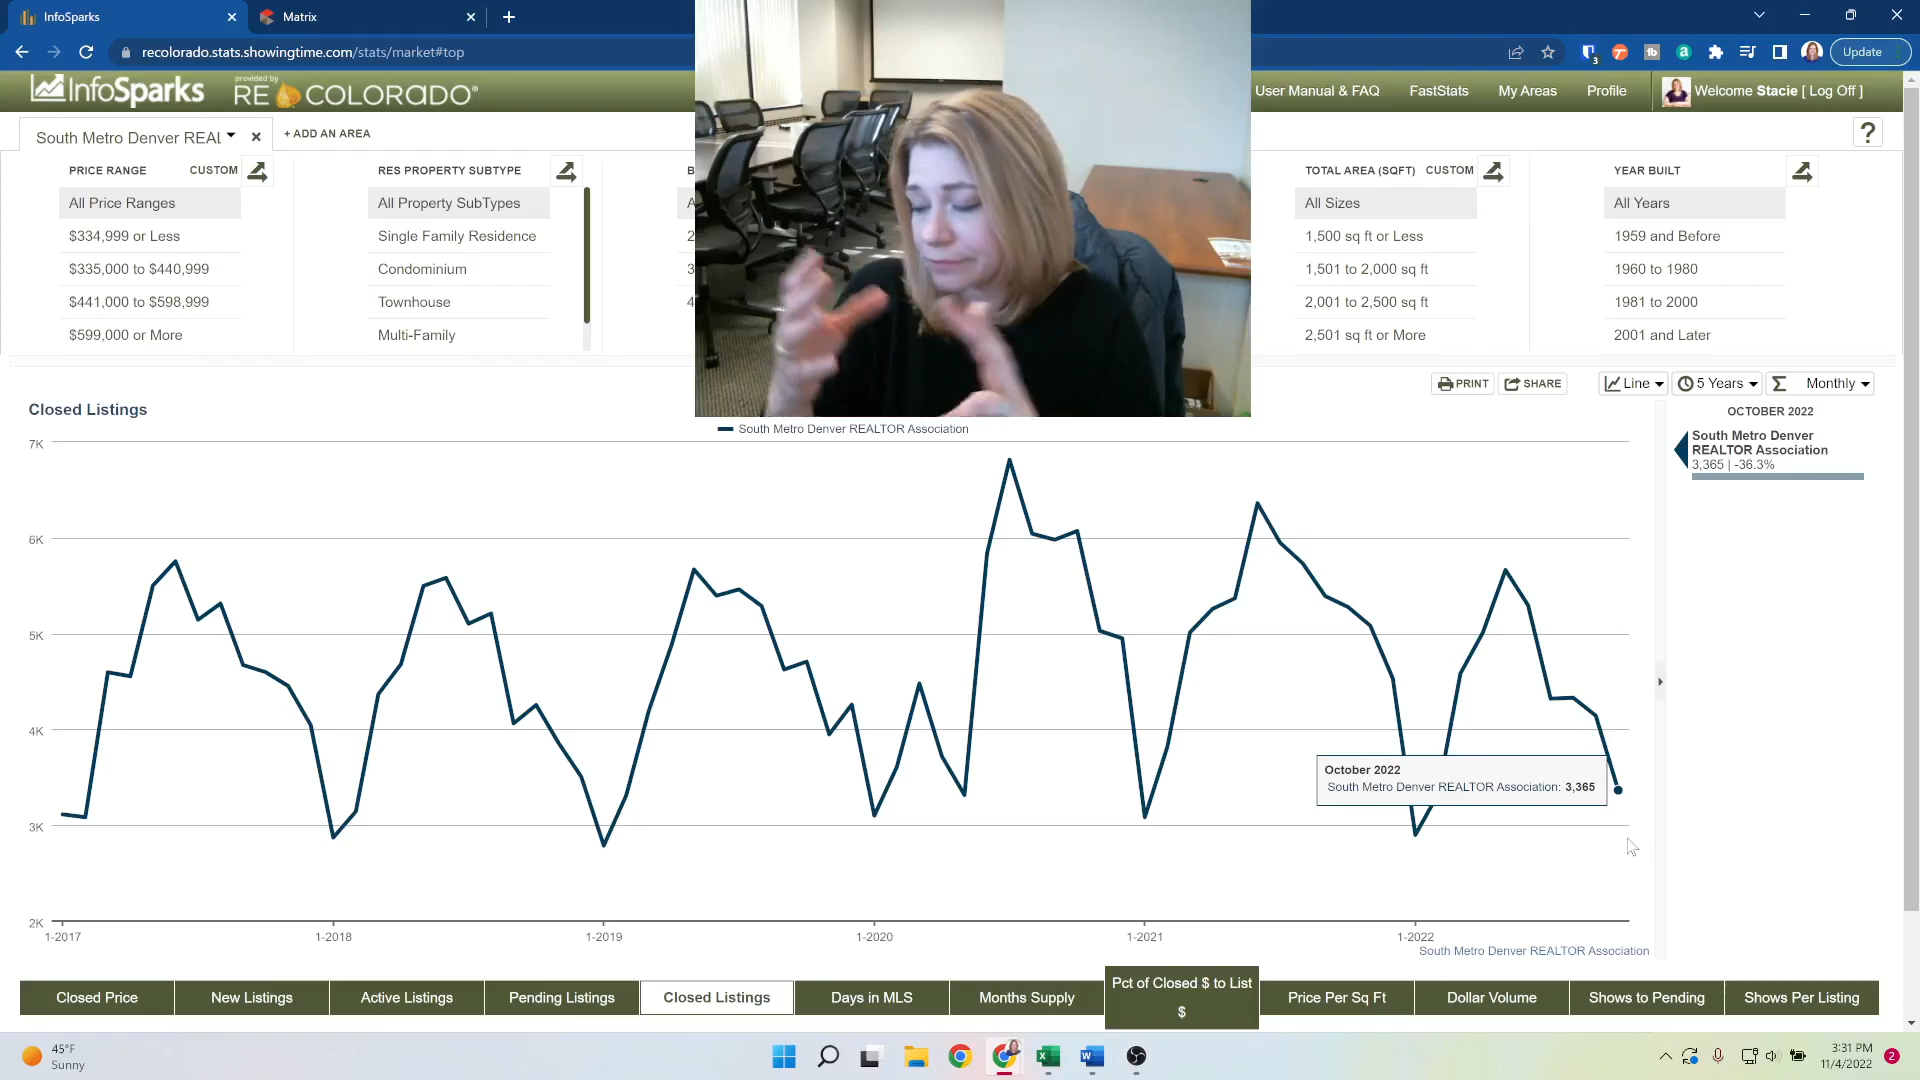 InfoSparks
Matrix
recolorado.stats.showingtime.com/stats/market#top
3
tb
a
Update
InfoSparks
provided by
RECOLORADO®
User Manual & FAQ
FastStats
My Areas
Profile
Welcome Stacie [ Log Off ]
South Metro Denver REAL
+ ADD AN AREA
?
PRICE RANGE
CUSTOM
RES PROPERTY SUBTYPE
TOTAL AREA (SQFT)
CUSTOM
YEAR BUILT
All Price Ranges
All Property SubTypes
All Sizes
All Years
$334,999 or Less
Single Family Residence
1,500 sq ft or Less
1959 and Before
$335,000 to $440,999
Condominium
1,501 to 2,000 sq ft
1960 to 1980
$441,000 to $598,999
Townhouse
2,001 to 2,500 sq ft
1981 to 2000
$599,000 or More
Multi-Family
2,501 sq ft or More
2001 and Later
PRINT
SHARE
Line
5 Years
Monthly
Closed Listings
South Metro Denver REALTOR Association
OCTOBER 2022
South Metro Denver
REALTOR Association
3,365 | -36.3%
7K
6K
5K
4K
3K
2K
October 2022
South Metro Denver REALTOR Association: 3,365
1-2017
1-2018
1-2019
1-2020
1-2021
1-2022
South Metro Denver REALTOR Association
Closed Price
New Listings
Active Listings
Pending Listings
Closed Listings
Days in MLS
Months Supply
Pct of Closed $ to List
$
Price Per Sq Ft
Dollar Volume
Shows to Pending
Shows Per Listing
45°F
Sunny
3:31 PM
11/4/2022
2